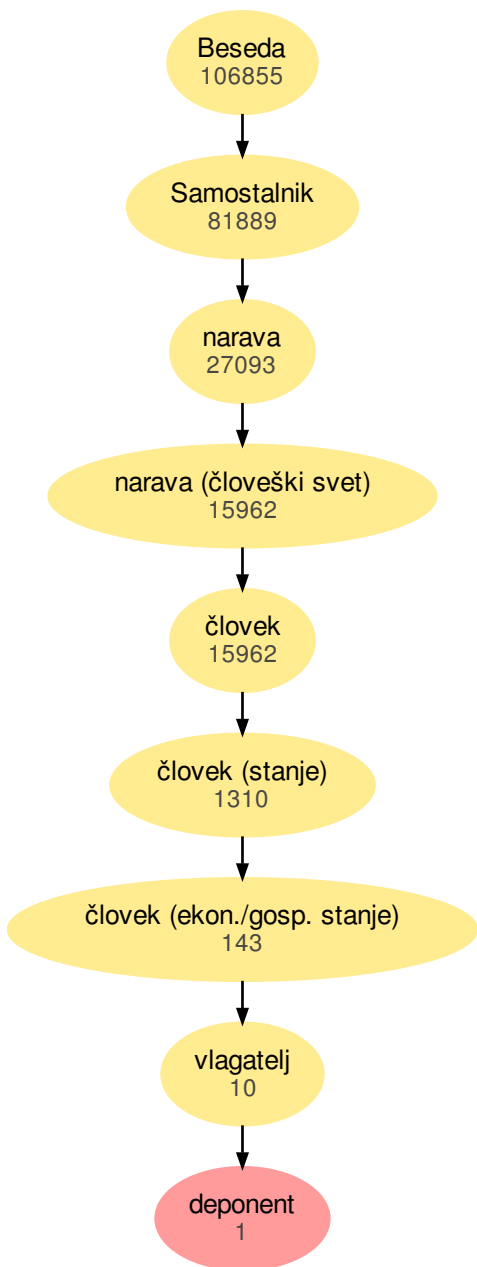 Beseda
106855
Samostalnik
81889
narava
27093
narava (človeški svet)
15962
človek
15962
človek (stanje)
1310
človek (ekon./gosp. stanje)
143
vlagatelj
10
deponent
1